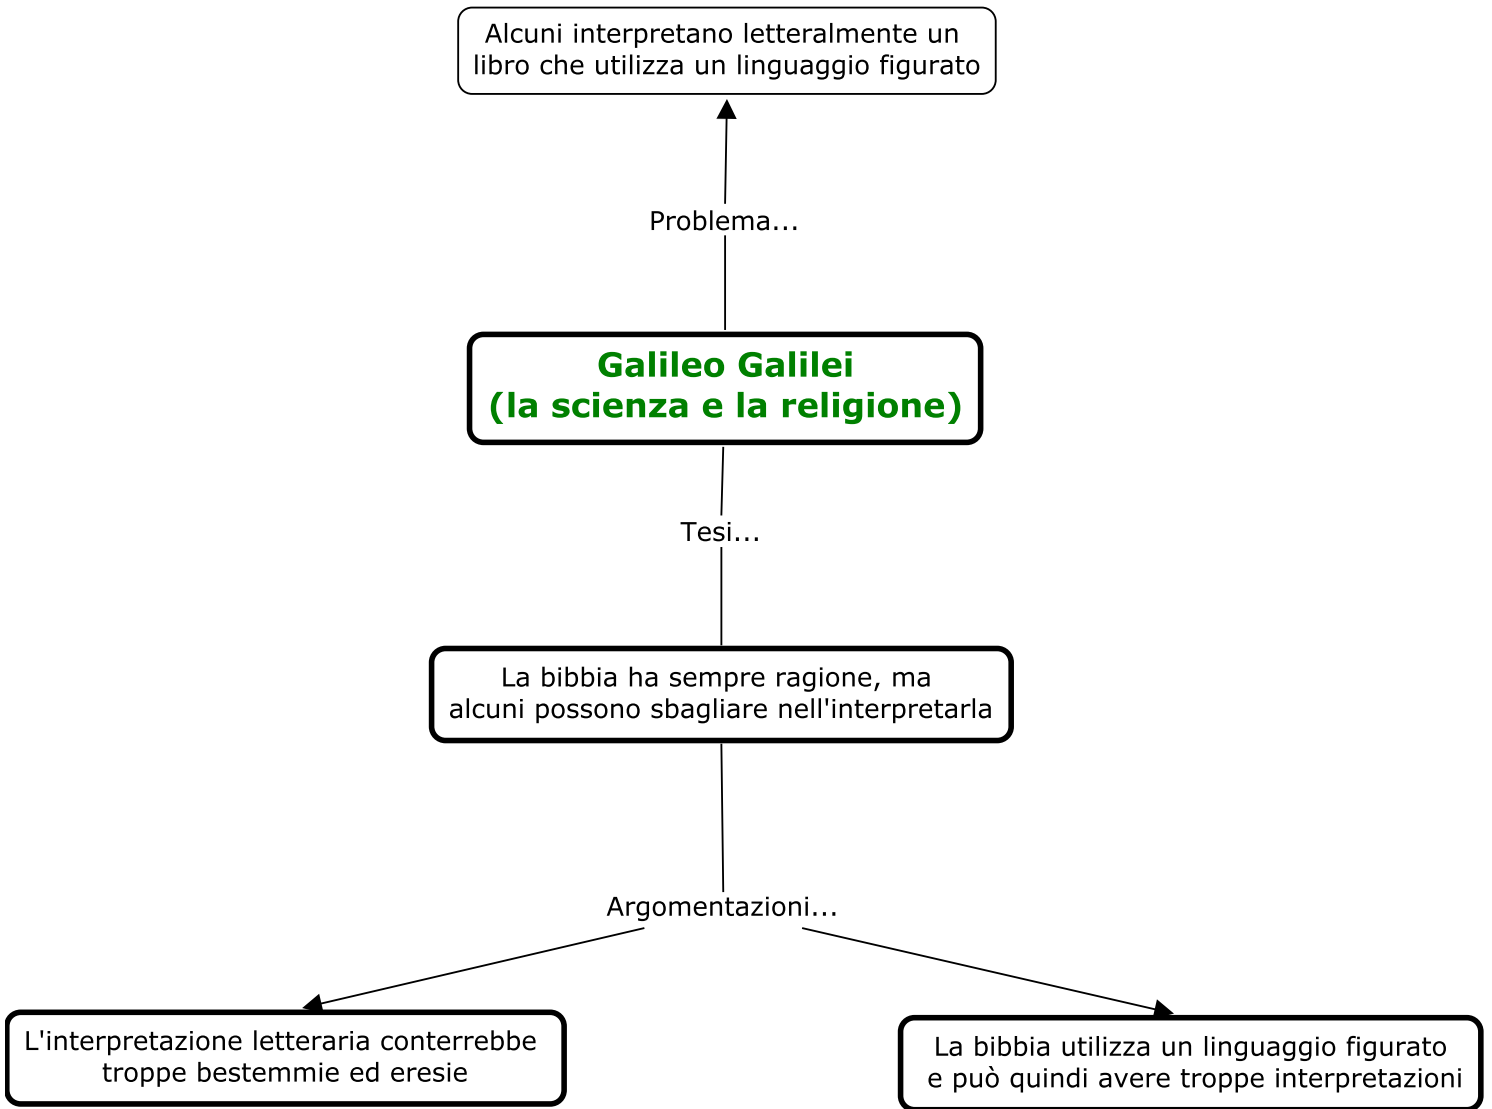 Alcuni interpretano letteralmente un
libro che utilizza un linguaggio figurato
Problema...
Galileo Galilei
(la scienza e la religione)
Tesi...
La bibbia ha sempre ragione, ma
alcuni possono sbagliare nell'interpretarla
Argomentazioni...
L'interpretazione letteraria conterrebbe
troppe bestemmie ed eresie
La bibbia utilizza un linguaggio figurato
e può quindi avere troppe interpretazioni